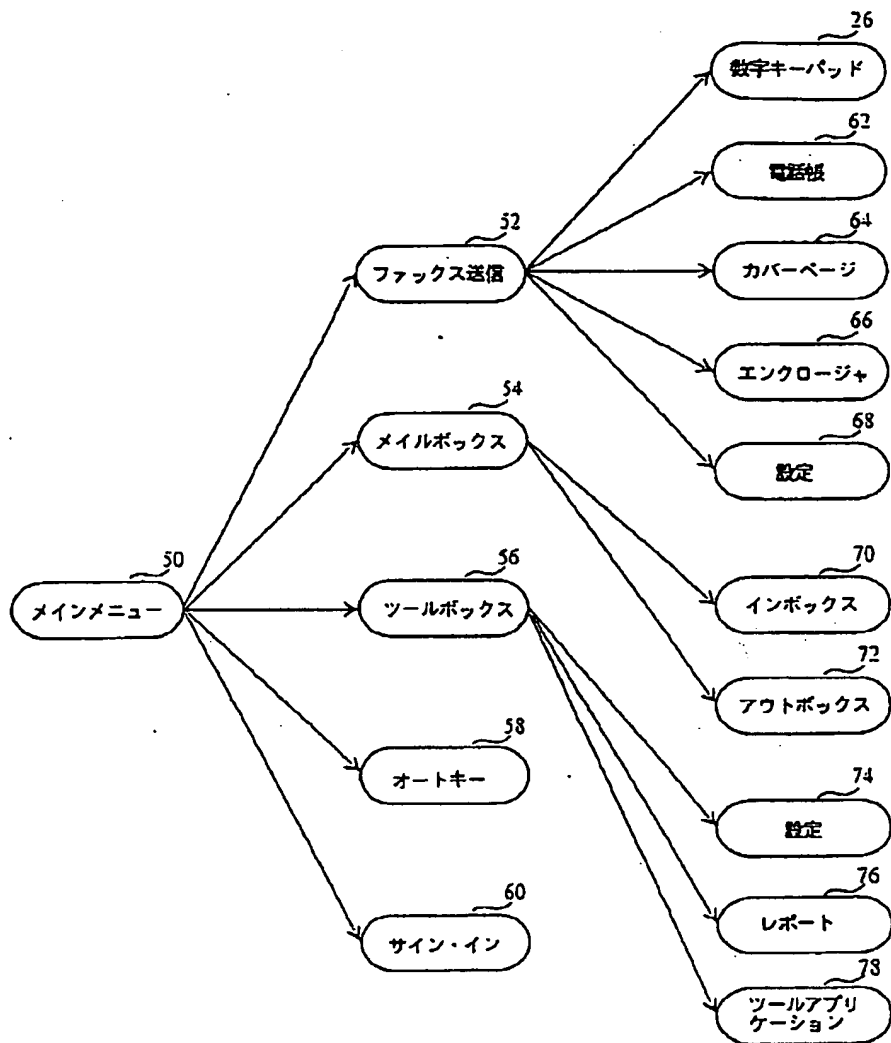 26
数字キーパッド
62
電話帳
52
64
ファックス送信
カバーページ
66
エンクロージャ
54
68
メイルボックス
設定
50
56
70
メインメニュー
ツールボックス
インボックス
72
アウトボックス
58
74
オートキー
設定
76
レポート
60
サイン・イン
78
ツールアプリ
ケーション